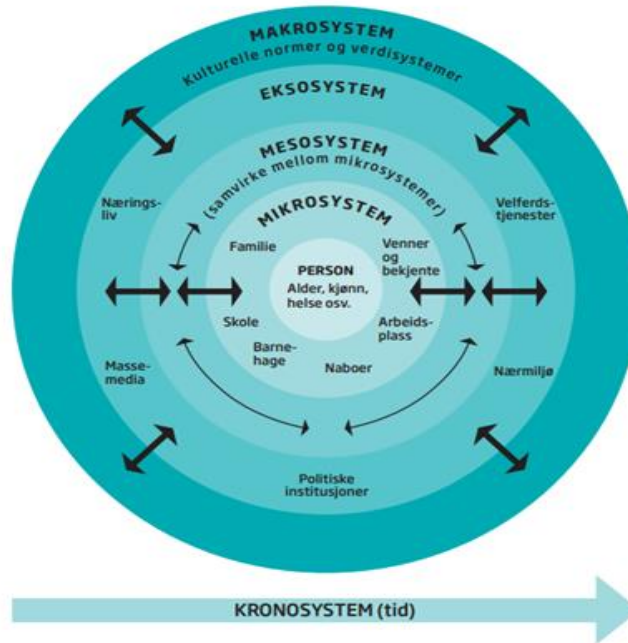 MAKROSYSTEM
Kulturelle normer og verdisystemer
EKSOSYSTEM
MESOSYSTEM
(samvirke mellom mikrosystemer)
MIKROSYSTEM
Nærings-
liv
Velferds-
tjenester
Familie
Venner
og
bekjente
PERSON
Alder, kjønn,
helse osv.
Skole
Arbeids-
plass
Barne-
hage
Naboer
Masse-
media
Nærmiljø
Politiske
institusjoner
KRONOSYSTEM (tid)